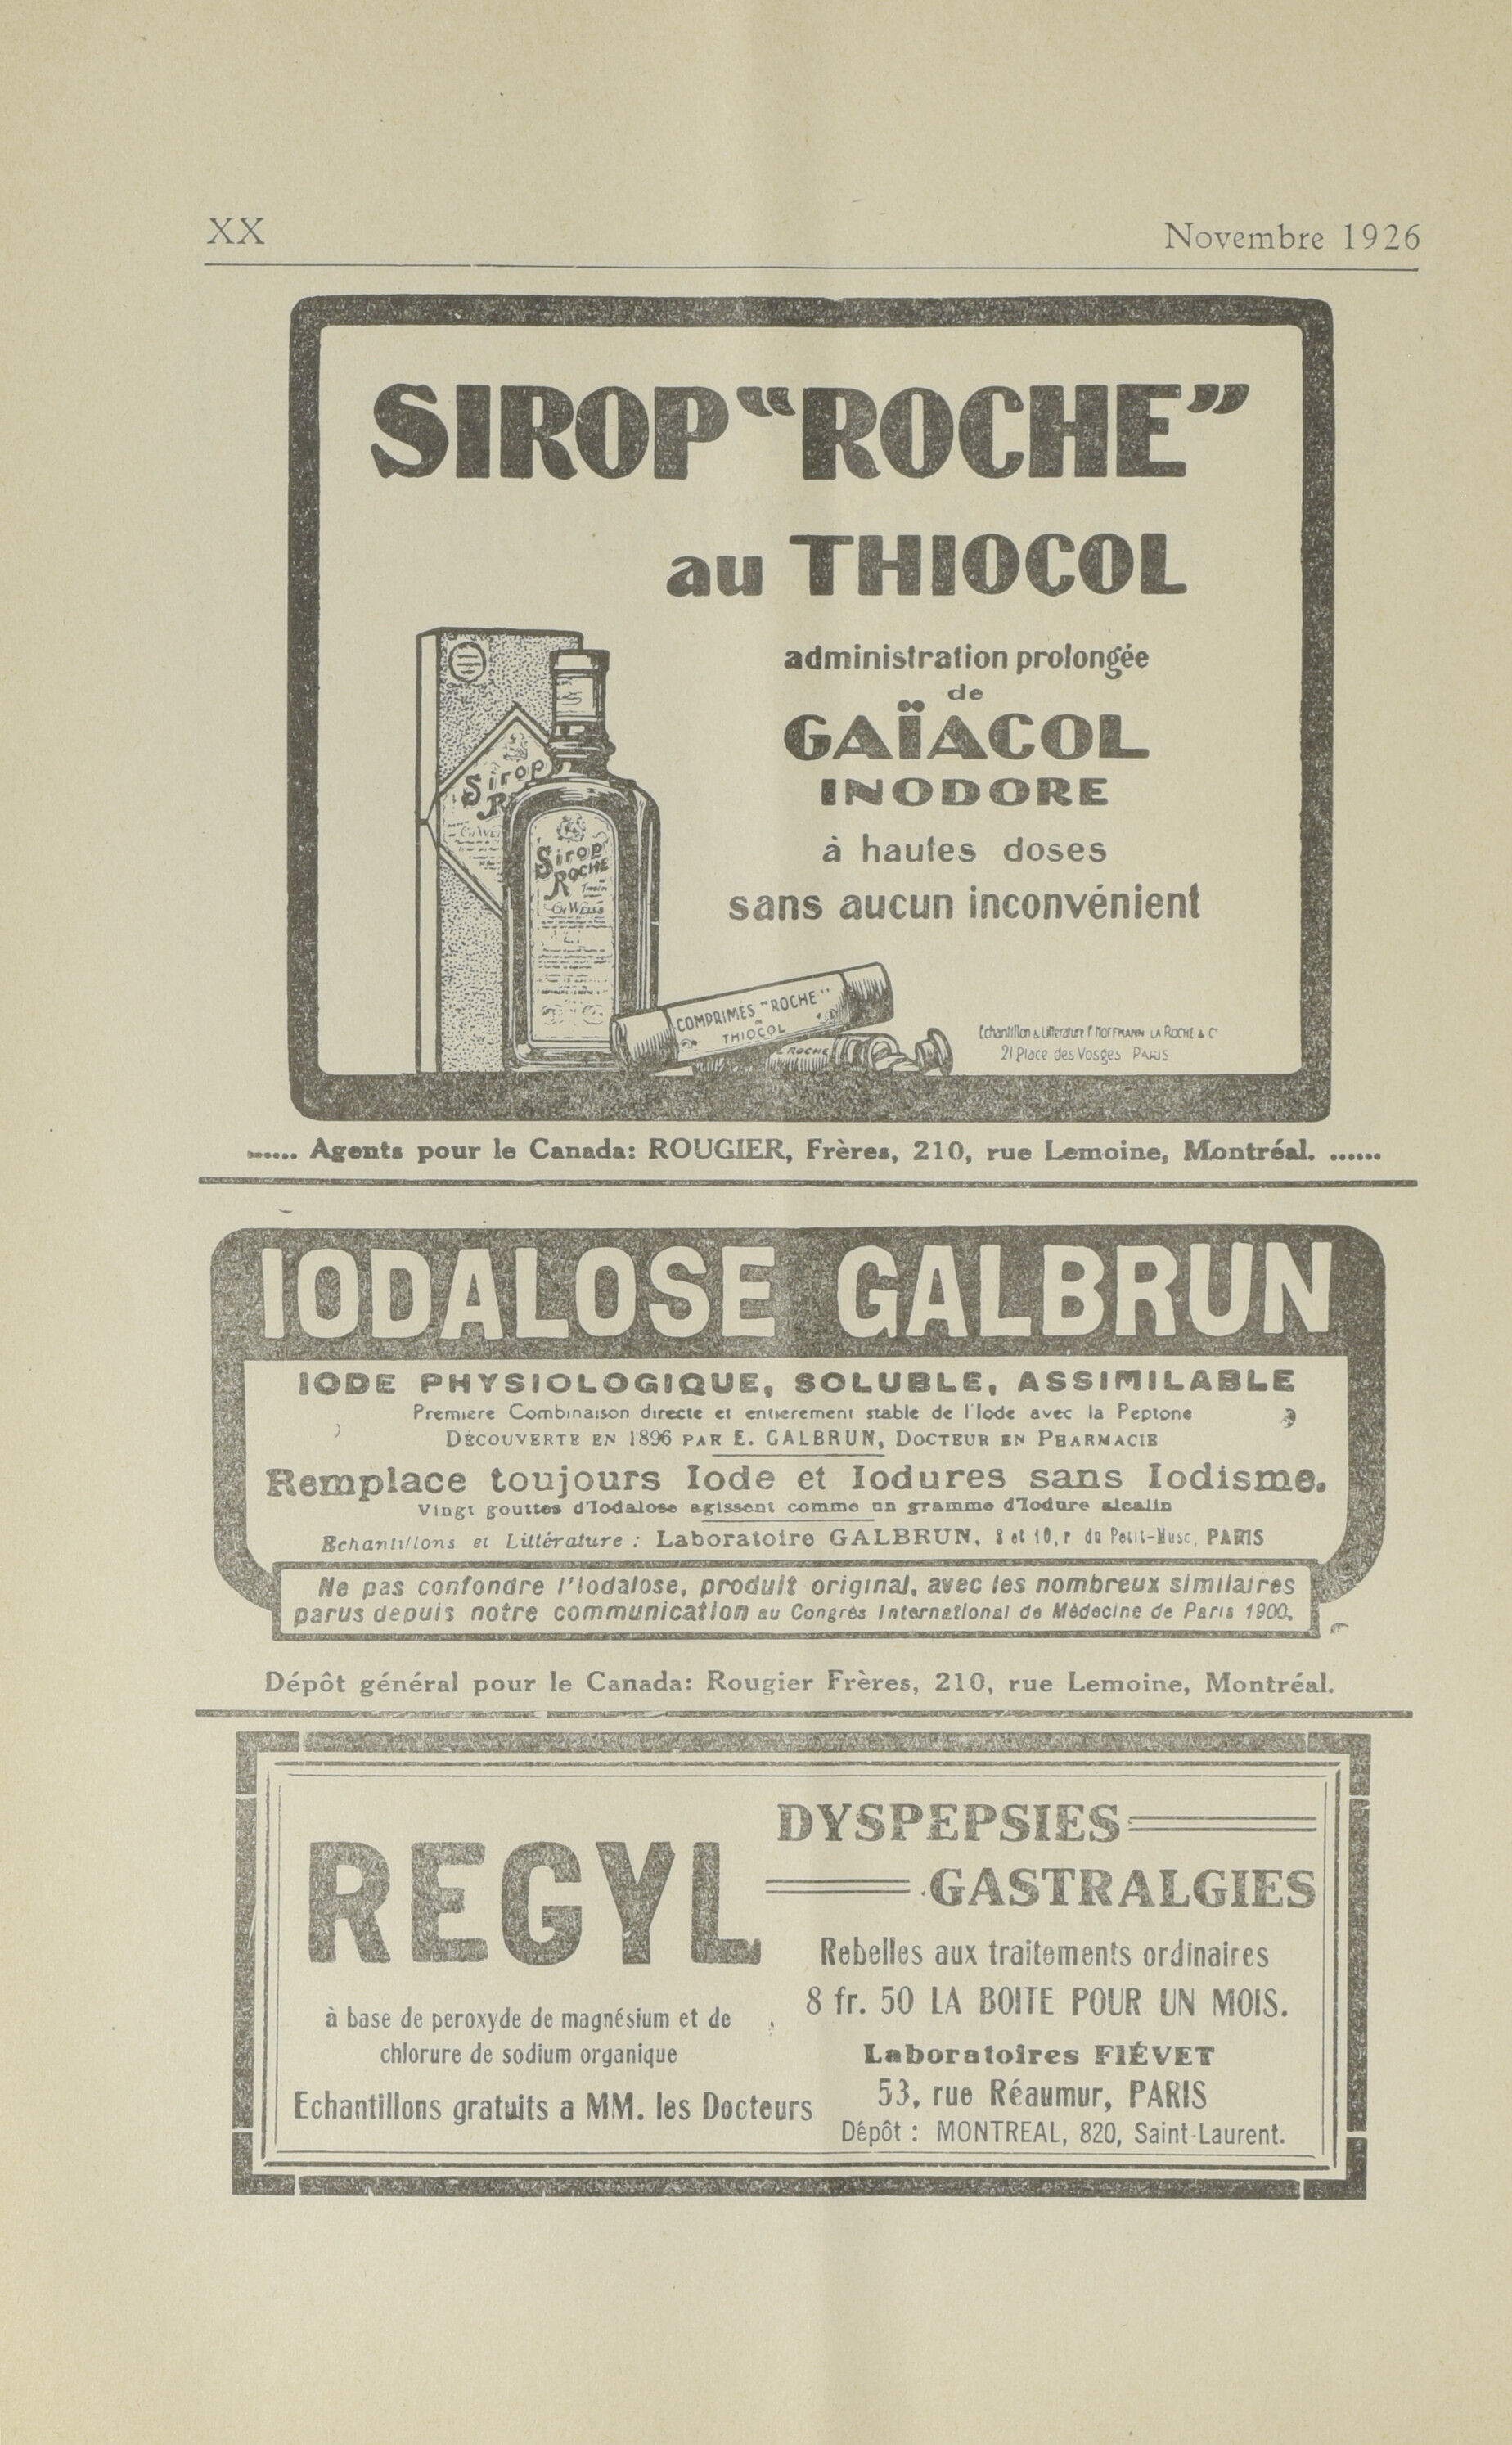 XX
Novembre 1926
SIROP "ROCHE"
au THIOCOL
administration prolongée
de
GAÏACOL
INODORE
à hautes doses
sans aucun inconvénient
Sirop
Sirop
ROCHE
COMPRIMÉS "ROCHE"
THIOCOL
ROCHE
Echantillon & Litterature F HOFFMANN LA ROCHE & Cº
21 Place des Vosges PARIS
...... Agents pour le Canada: ROUGIER, Frères, 210, rue Lemoine, Montréal. ......
IODALOSE GALBRUN
IODE PHYSIOLOGIQUE, SOLUBLE, ASSIMILABLE
Premiere Combinaison directe et entierement stable de l'Iode avec la Peptone
DÉCOUVERTE EN 1896 PAR E. GALBRUN, DOCTEUR EN PHARMACIE
Remplace toujours Iode et Iodures sans Iodisme.
Vingt gouttes d'Iodalose agissent comme un gramme d'Iodure alcalin
Echantillons et Littérature : Laboratoire GALBRUN, 8 et 10, r du Petit-Musc, PARIS
Ne pas confondre l'Iodalose, produit original, avec les nombreux similaires
parus depuis notre communication au Congrès International de Médecine de Paris 1900.
Dépôt général pour le Canada: Rougier Frères, 210, rue Lemoine, Montréal.
REGYL
à base de peroxyde de magnésium et de
chlorure de sodium organique
Echantillons gratuits a MM. les Docteurs
DYSPEPSIES
GASTRALGIES
Rebelles aux traitements ordinaires
8 fr. 50 LA BOITE POUR UN MOIS.
Laboratoires FIÉVET
53, rue Réaumur, PARIS
Dépôt : MONTREAL, 820, Saint-Laurent.